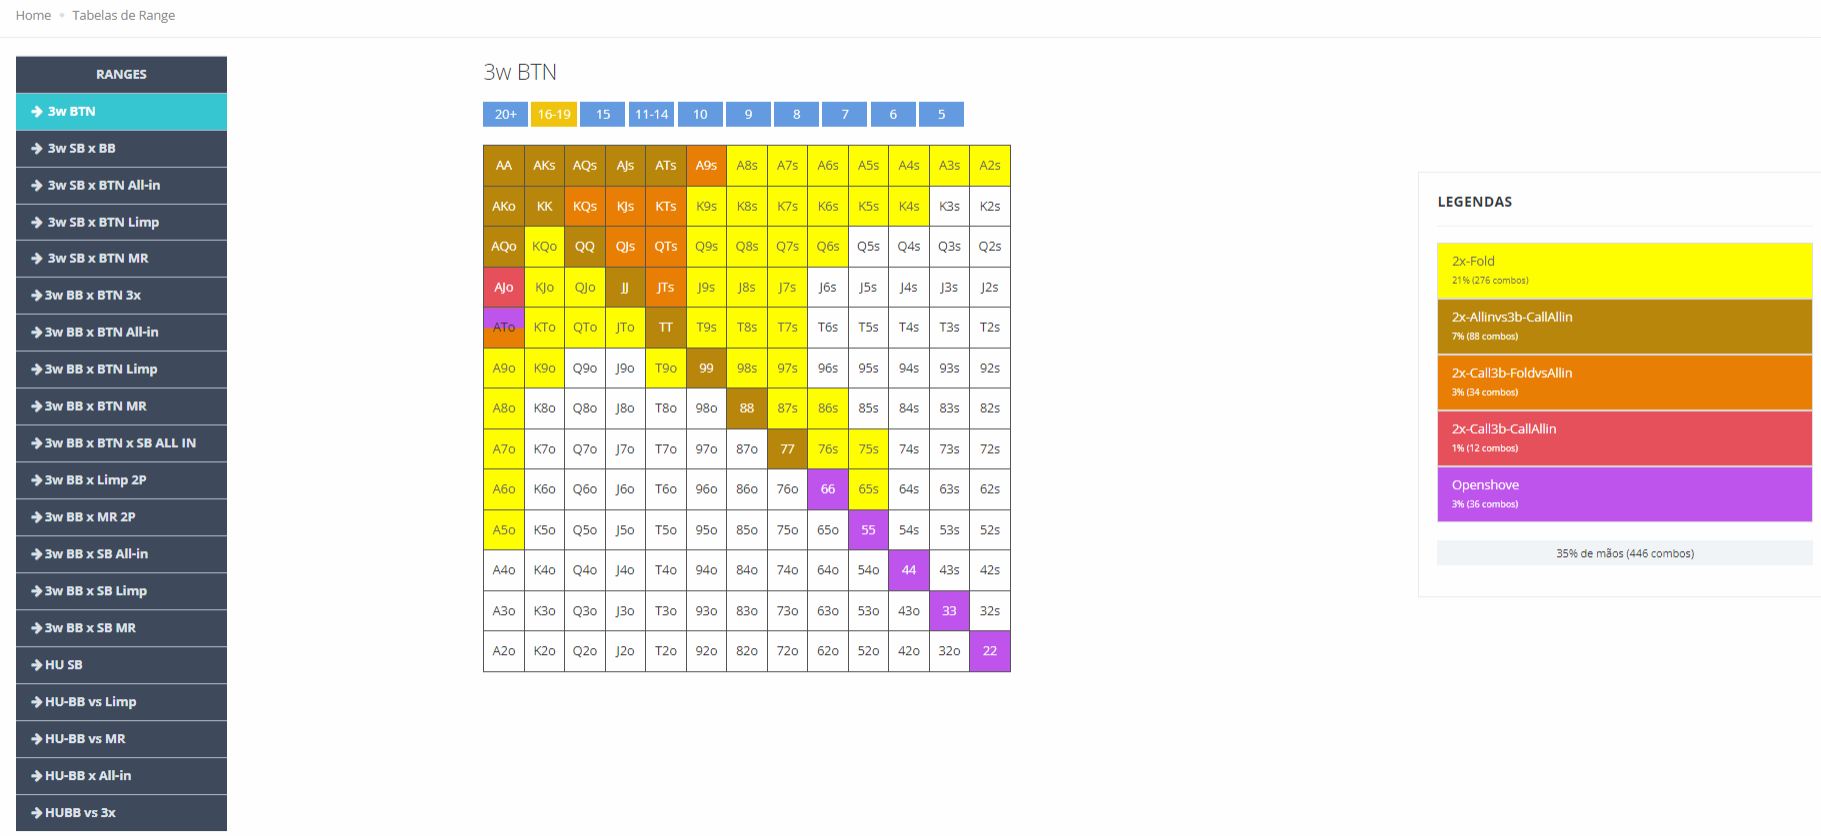 Home • Tabelas de Range
RANGES
3w BTN
3w SB x BB
3w SB x BTN All-in
3w SB x BTN Limp
3w SB x BTN MR
3w BB x BTN 3x
3w BB x BTN All-in
3w BB x BTN Limp
3w BB x BTN MR
3w BB x BTN x SB ALL IN
3w BB x Limp 2P
3w BB x MR 2P
3w BB x SB All-in
3w BB x SB Limp
3w BB x SB MR
HU SB
HU-BB vs Limp
HU-BB vs MR
HU-BB x All-in
HUBB vs 3x
3w BTN
20+ 16-19 15 11-14 10 9 8 7 6 5
AA AKs AQs AJs ATs A9s A8s A7s A6s A5s A4s A3s A2s
AKo KK KQs KJs KTs K9s K8s K7s K6s K5s K4s K3s K2s
AQo KQo QQ QJs QTs Q9s Q8s Q7s Q6s Q5s Q4s Q3s Q2s
AJo KJo QJo JJ JTs J9s J8s J7s J6s J5s J4s J3s J2s
ATo KTo QTo JTo TT T9s T8s T7s T6s T5s T4s T3s T2s
A9o K9o Q9o J9o T9o 99 98s 97s 96s 95s 94s 93s 92s
A8o K8o Q8o J8o T8o 98o 88 87s 86s 85s 84s 83s 82s
A7o K7o Q7o J7o T7o 97o 87o 77 76s 75s 74s 73s 72s
A6o K6o Q6o J6o T6o 96o 86o 76o 66 65s 64s 63s 62s
A5o K5o Q5o J5o T5o 95o 85o 75o 65o 55 54s 53s 52s
A4o K4o Q4o J4o T4o 94o 84o 74o 64o 54o 44 43s 42s
A3o K3o Q3o J3o T3o 93o 83o 73o 63o 53o 43o 33 32s
A2o K2o Q2o J2o T2o 92o 82o 72o 62o 52o 42o 32o 22
LEGENDAS
2x-Fold
21% (276 combos)
2x-Allinvs3b-CallAllin
7% (88 combos)
2x-Call3b-FoldvsAllin
3% (34 combos)
2x-Call3b-CallAllin
1% (12 combos)
Openshove
3% (36 combos)
35% de mãos (446 combos)